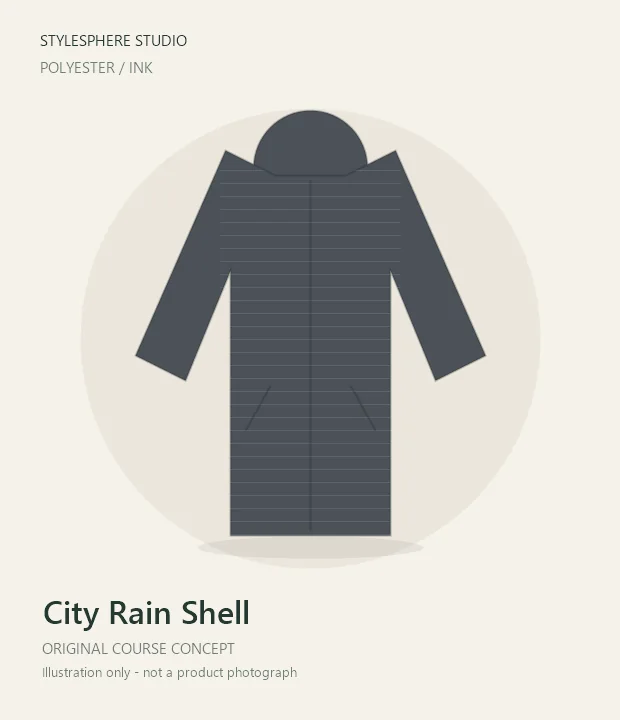 STYLESPHERE STUDIO
POLYESTER / INK
City Rain Shell
ORIGINAL COURSE CONCEPT
Illustration only - not a product photograph